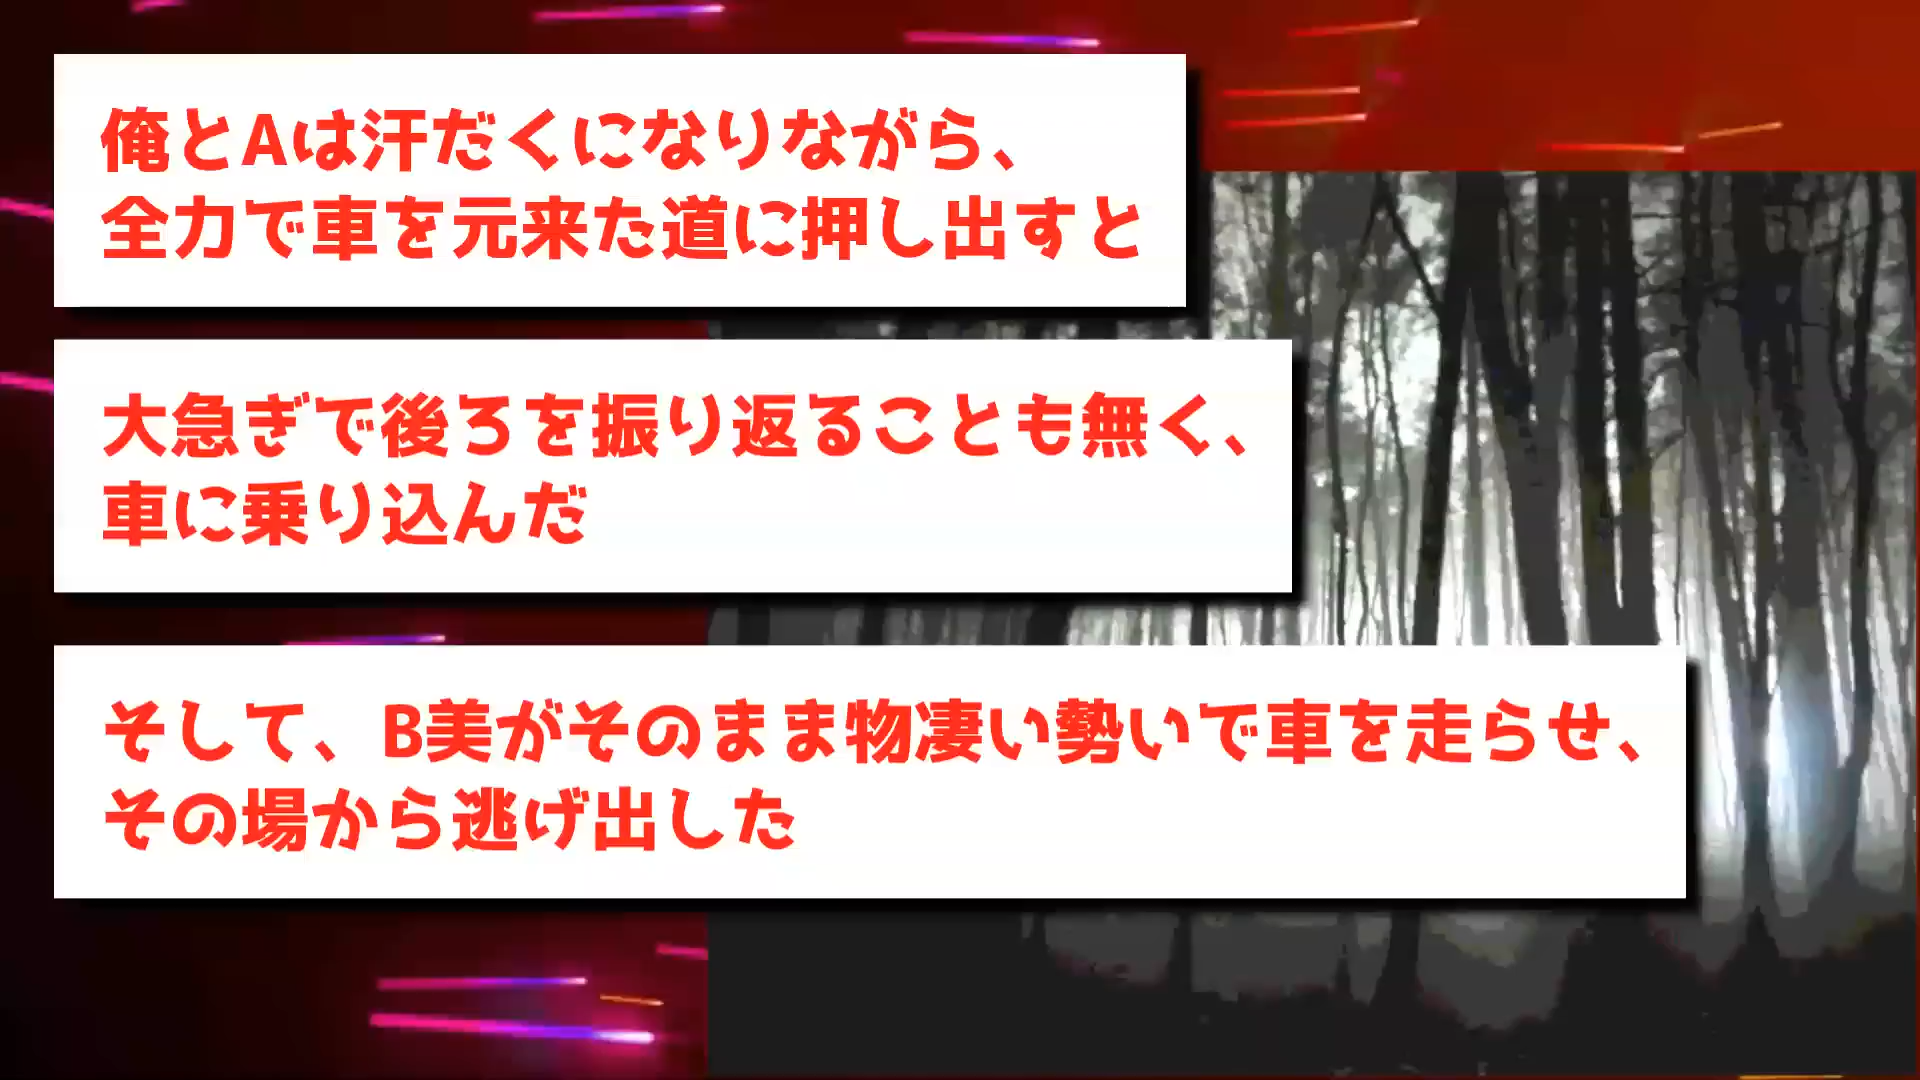 俺とAは汗だくになりながら、
全力で車を元来た道に押し出すと
大急ぎで後ろを振り返ることも無く、
車に乗り込んだ
そして、B美がそのまま物凄い勢いで車を走らせ、
その場から逃げ出した